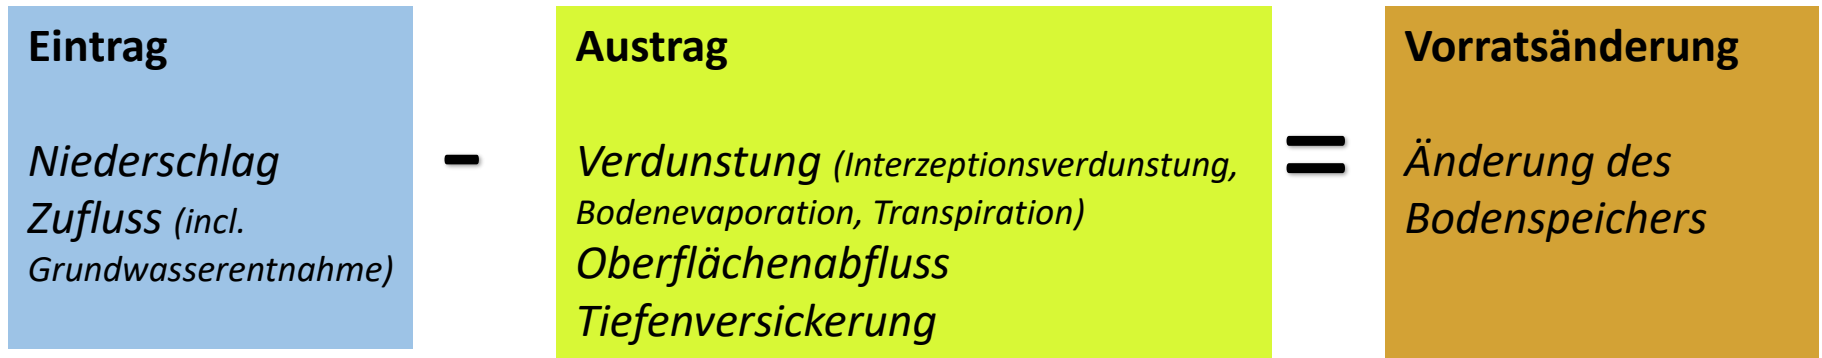 Eintrag
Niederschlag
Zufluss (incl.
Grundwasserentnahme)
-
Austrag
Verdunstung (Interzeptionsverdunstung,
Bodenevaporation, Transpiration)
Oberflächenabfluss
Tiefenversickerung
=
Vorratsänderung
Änderung des
Bodenspeichers